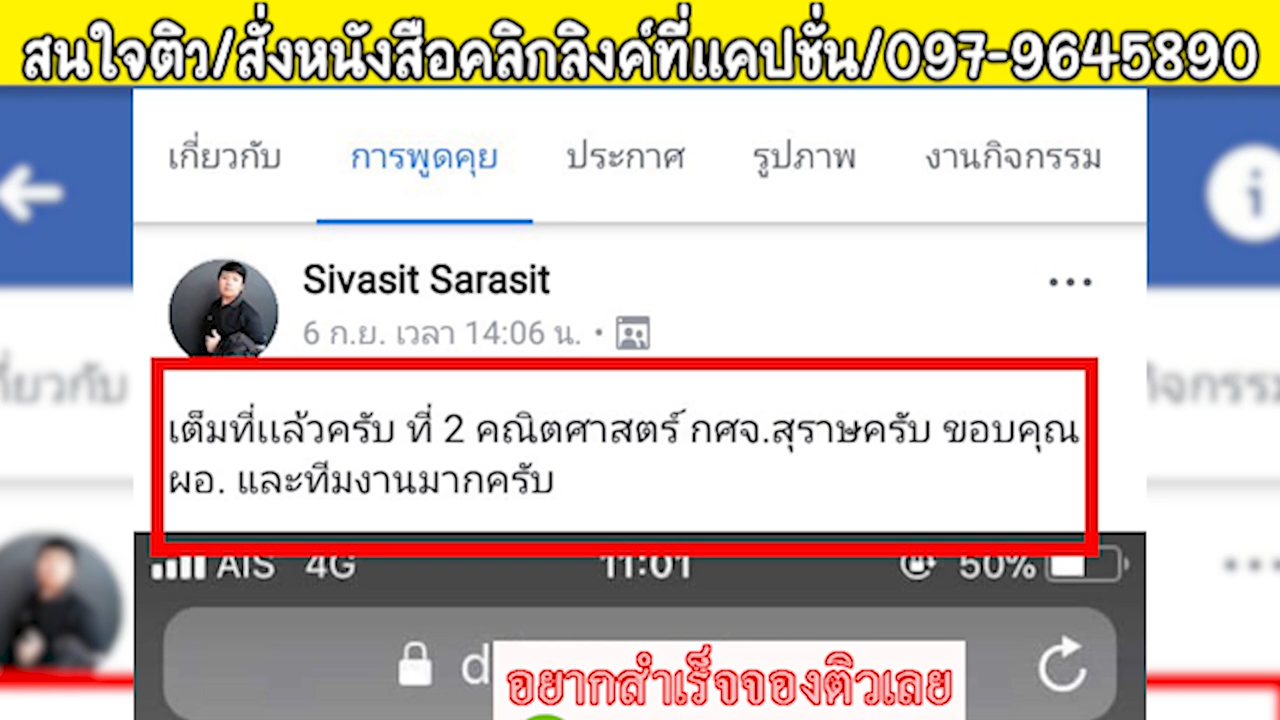 สนใจติว/สั่งหนังสือคลิกลิงค์ที่แคปชั่น/097-9645890
เกี่ยวกับ การพูดคุย ประกาศ รูปภาพ งานกิจกรรม
Sivasit Sarasit
6 ก.ย. เวลา 14:06 น.
เต็มที่แล้วครับ ที่ 2 คณิตศาสตร์ กศจ.สุราษครับ ขอบคุณ
ผอ. และทีมงานมากครับ
AIS 4G 11:01 50%
d
อยากสำเร็จจองติวเลย